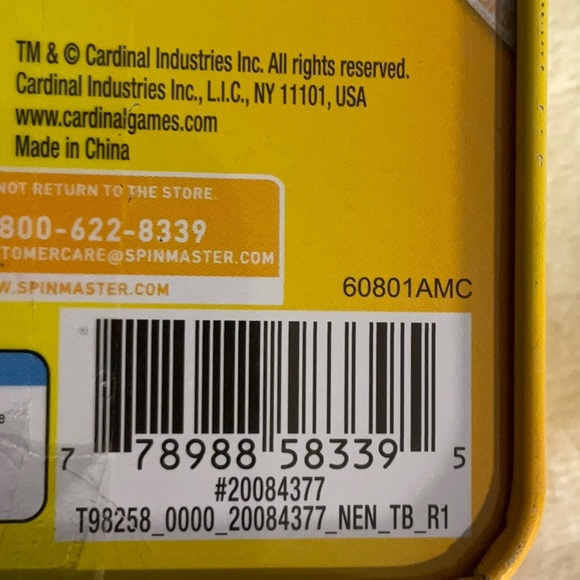 TM & © Cardinal Industries Inc. All rights reserved.
Cardinal Industries Inc., L.I.C., NY 11101, USA
www.cardinalgames.com
Made in China
NOT RETURN TO THE STORE.
800-622-8339
TOMERCARE@SPINMASTER.COM
W.SPINMASTER.COM
60801AMC
7 78988 58339 5
#20084377
T98258_0000_20084377_NEN_TB_R1